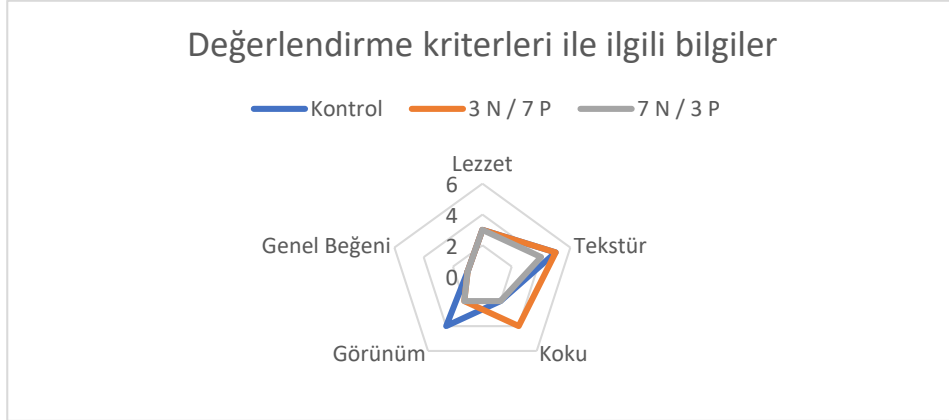 Değerlendirme kriterleri ile ilgili bilgiler
Kontrol 3 N / 7 P 7 N / 3 P
Lezzet
6
4
Genel Beğeni 2 Tekstür
0
Görünüm Koku